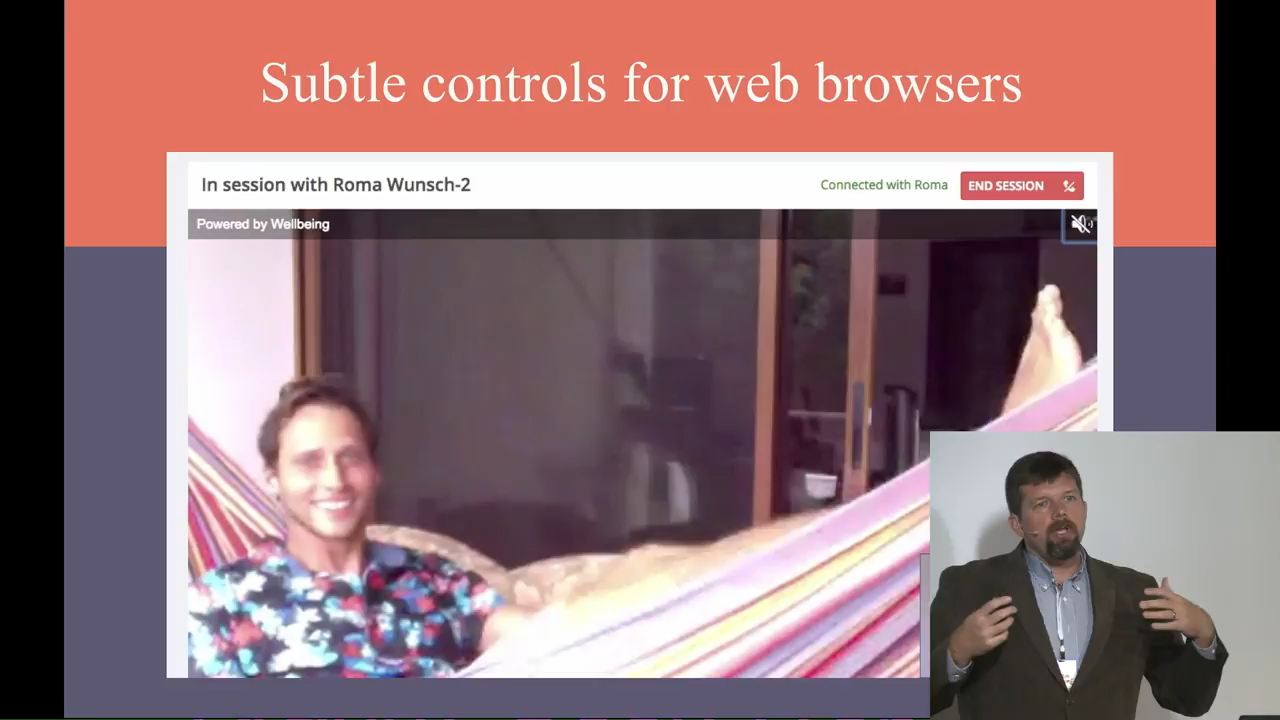 Subtle controls for web browsers
In session with Roma Wunsch-2
Connected with Roma
END SESSION
Powered by Wellbeing